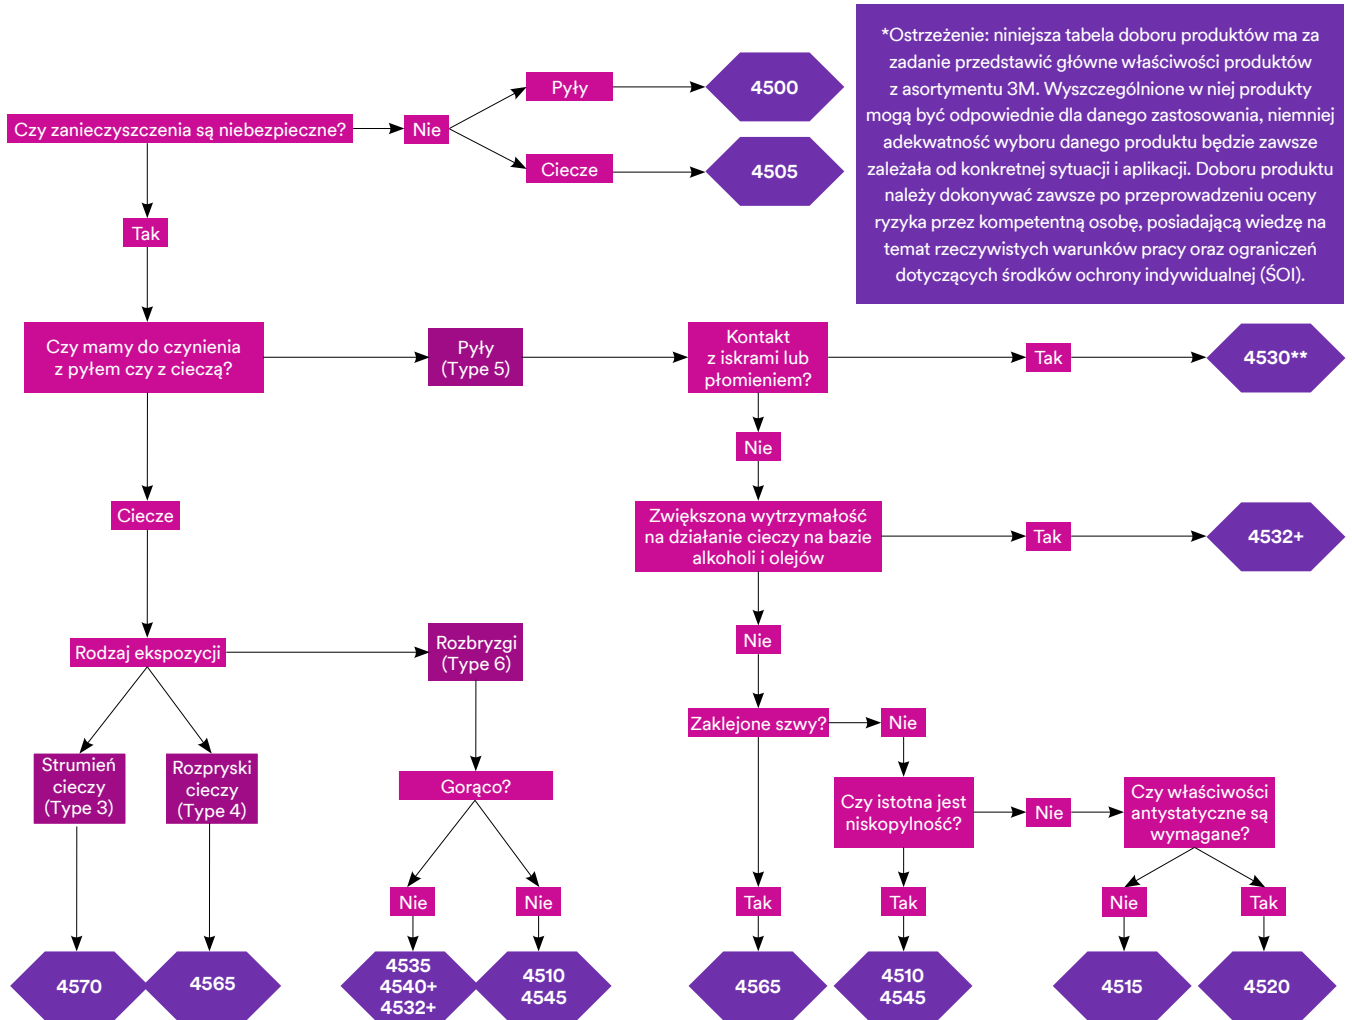 *Ostrzeżenie: niniejsza tabela doboru produktów ma za
zadanie przedstawić główne właściwości produktów
z asortymentu 3M. Wyszczególnione w niej produkty
mogą być odpowiednie dla danego zastosowania, niemniej
adekwatność wyboru danego produktu będzie zawsze
zależała od konkretnej sytuacji i aplikacji. Doboru produktu
należy dokonywać zawsze po przeprowadzeniu oceny
ryzyka przez kompetentną osobę, posiadającą wiedzę na
temat rzeczywistych warunków pracy oraz ograniczeń
dotyczących środków ochrony indywidualnej (ŚOI).
Czy zanieczyszczenia są niebezpieczne?
Nie
Pyły
4500
Ciecze
4505
Tak
Czy mamy do czynienia
z pyłem czy z cieczą?
Pyły
(Type 5)
Kontakt
z iskrami lub
płomieniem?
Tak
4530**
Nie
Ciecze
Zwiększona wytrzymałość
na działanie cieczy na bazie
alkoholi i olejów
Tak
4532+
Nie
Rodzaj ekspozycji
Rozbryzgi
(Type 6)
Zaklejone szwy?
Nie
Strumień
cieczy
(Type 3)
Rozpryski
cieczy
(Type 4)
Gorąco?
Czy istotna jest
niskopylność?
Nie
Czy właściwości
antystatyczne są
wymagane?
Nie
Nie
Tak
Tak
Nie
Tak
4570
4565
4535
4540+
4532+
4510
4545
4565
4510
4545
4515
4520